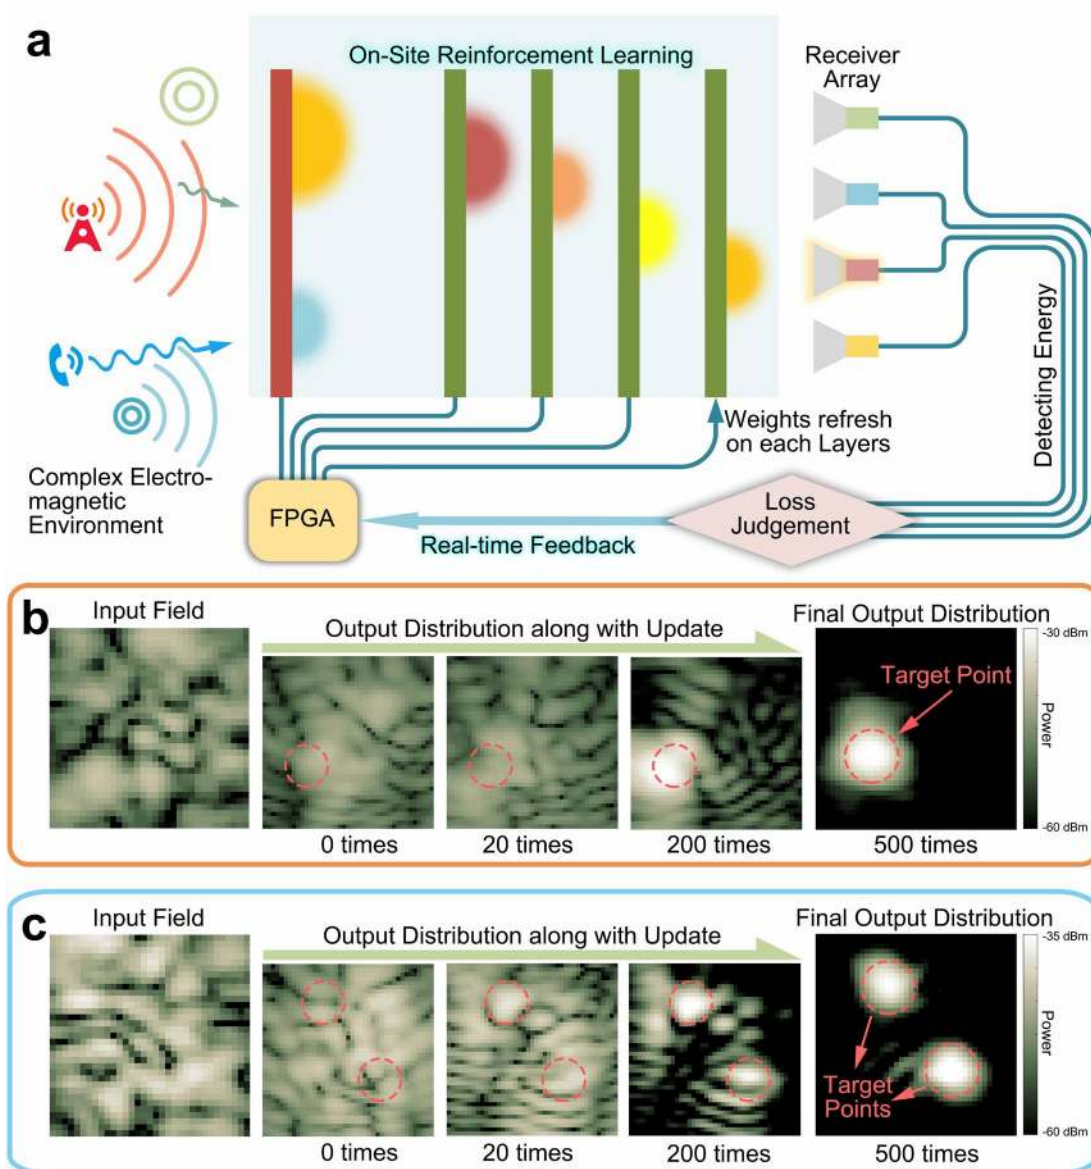 a
On-Site Reinforcement Learning
Receiver
Array
Detecting Energy
Weights refresh
on each Layers
Complex Electro-
magnetic
Environment
FPGA
Loss
Judgement
Real-time Feedback
b
Input Field
Output Distribution along with Update
Final Output Distribution
Target Point
-30 dBm
Power
-60 dBm
0 times
20 times
200 times
500 times
c
Input Field
Output Distribution along with Update
Final Output Distribution
Target
Points
-35 dBm
Power
-60 dBm
0 times
20 times
200 times
500 times